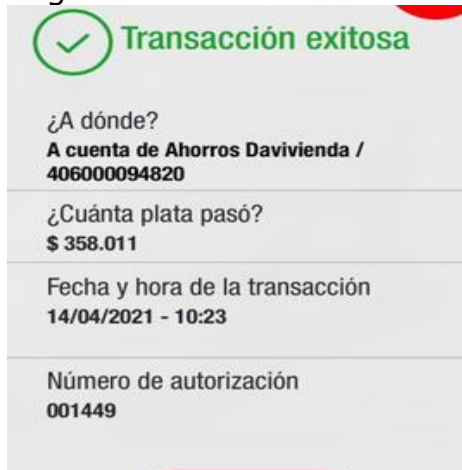 Transacción exitosa
¿A dónde?
A cuenta de Ahorros Davivienda /
406000094820
¿Cuánta plata pasó?
$ 358.011
Fecha y hora de la transacción
14/04/2021 - 10:23
Número de autorización
001449